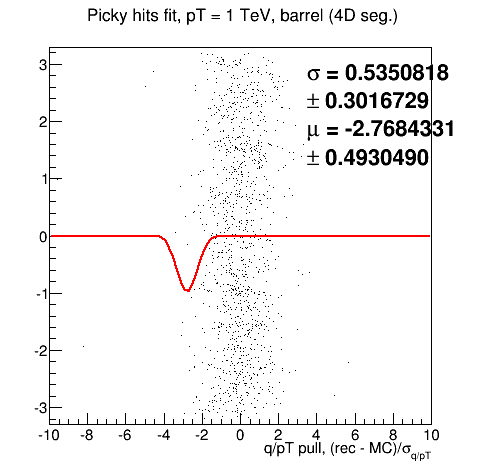 Picky hits fit, pT = 1 TeV, barrel (4D seg.)
3
2
1
0
-1
-2
-3
σ = 0.5350818
± 0.3016729
μ = -2.7684331
± 0.4930490
-10 -8 -6 -4 -2 0 2 4 6 8 10
q/pT pull, (rec - MC)/σq/pT